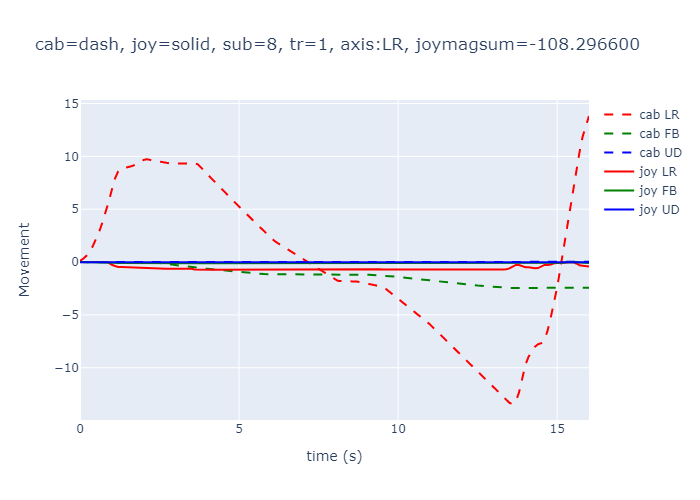 cab=dash, joy=solid, sub=8, tr=1, axis:LR, joymagsum=-108.296600
15
10
5
0
−5
−10
Movement
0
5
10
15
time (s)
cab LR
cab FB
cab UD
joy LR
joy FB
joy UD